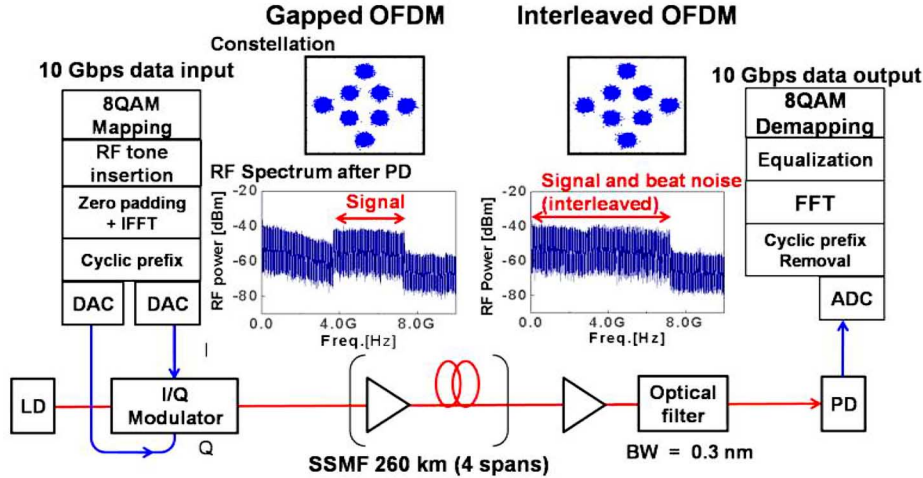 Gapped OFDM
Interleaved OFDM
Constellation
10 Gbps data input
10 Gbps data output
8QAM
Mapping
RF tone
insertion
Zero padding
+ IFFT
Cyclic prefix
DAC
DAC
RF Spectrum after PD
RF power [dBm]
-20
-40
-60
-80
Signal
0.0
4.0G
8.0G
Freq.[Hz]
RF Power [dBm]
-20
-40
-60
-80
Signal and beat noise
(interleaved)
0.0
4.0G
8.0G
Freq.[Hz]
8QAM
Demapping
Equalization
FFT
Cyclic prefix
Removal
ADC
I
LD
I/Q
Modulator
Q
SSMF 260 km (4 spans)
Optical
filter
BW = 0.3 nm
PD